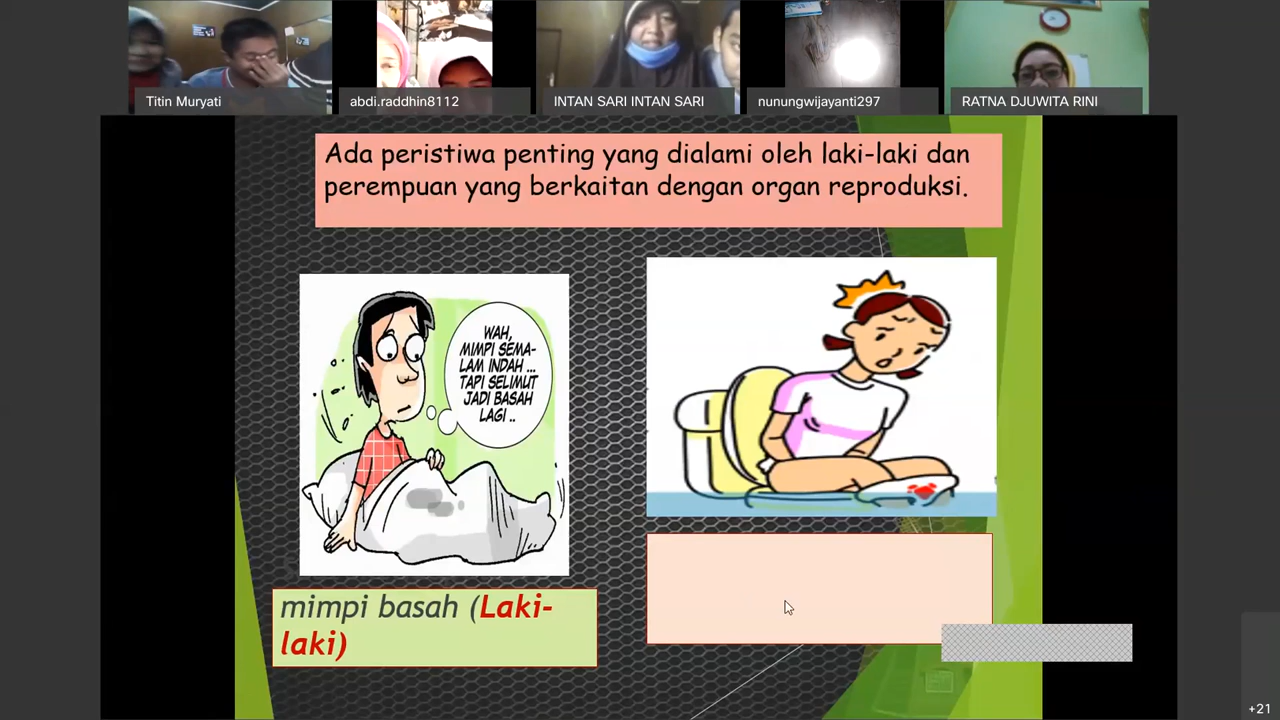 Titin Muryati
abdi.raddhin8112
INTAN SARI INTAN SARI
nunungwijayanti297
RATNA DJUWITA RINI
Ada peristiwa penting yang dialami oleh laki-laki dan
perempuan yang berkaitan dengan organ reproduksi.
WAH,
MIMPI SEMA-
LAM INDAH ...
TAPI SELIMUT
JADI BASAH
LAGI ..
mimpi basah (Laki-
laki)
+21